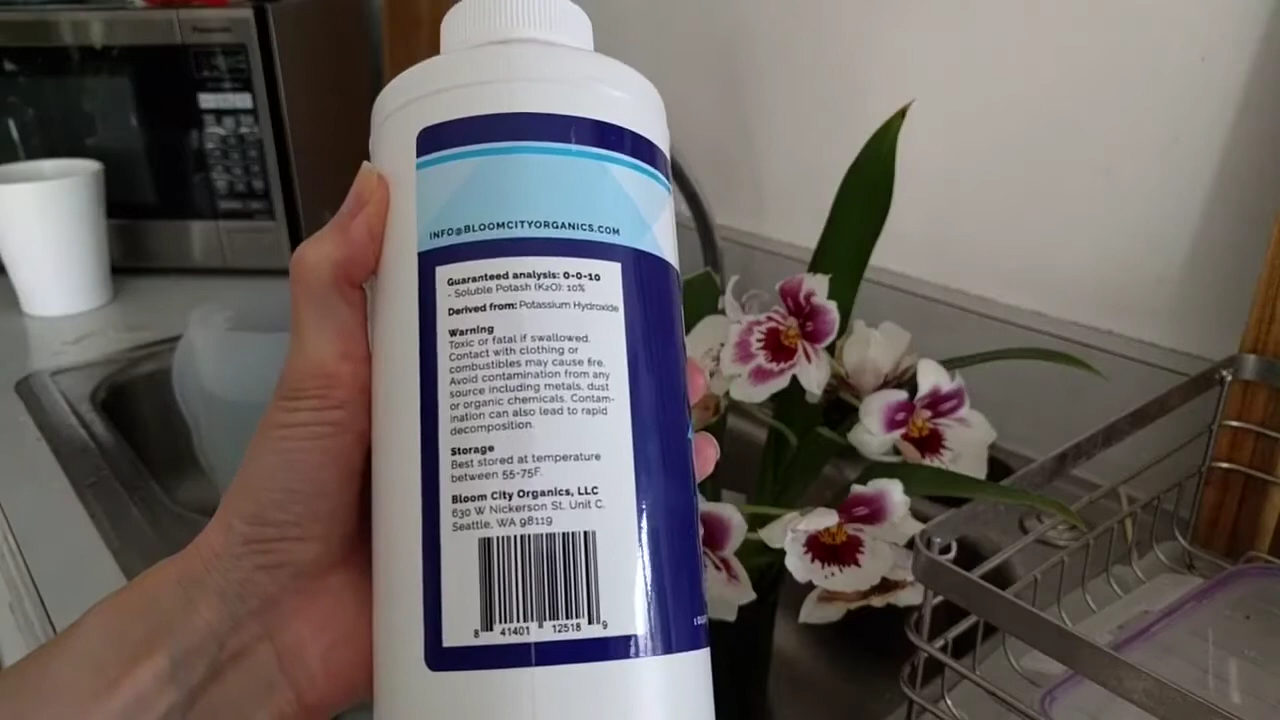 Panasonic
INFO@BLOOMCITYORGANICS.COM
Guaranteed analysis: 0-0-10
- Soluble Potash (K₂O): 10%
Derived from: Potassium Hydroxide
Warning
Toxic or fatal if swallowed.
Contact with clothing or
combustibles may cause fire.
Avoid contamination from any
source including metals, dust
or organic chemicals. Contam-
ination can also lead to rapid
decomposition.
Storage
Best stored at temperature
between 55-75F.
Bloom City Organics, LLC
630 W Nickerson St. Unit C.
Seattle, WA 98119
8 41401 12518 9